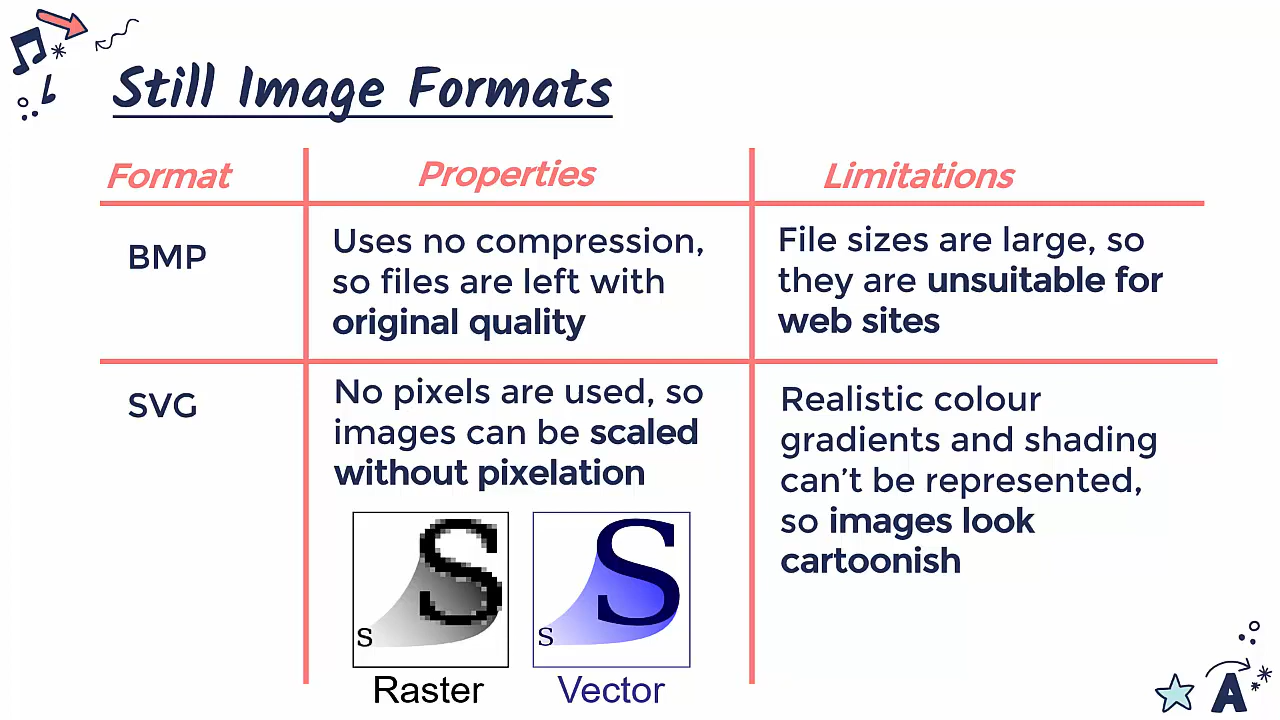 Still Image Formats
Format
Properties
Limitations
BMP
Uses no compression,
so files are left with
original quality
File sizes are large, so
they are unsuitable for
web sites
SVG
No pixels are used, so
images can be scaled
without pixelation
Realistic colour
gradients and shading
can't be represented,
so images look
cartoonish
S
S
Raster
S
S
Vector
A